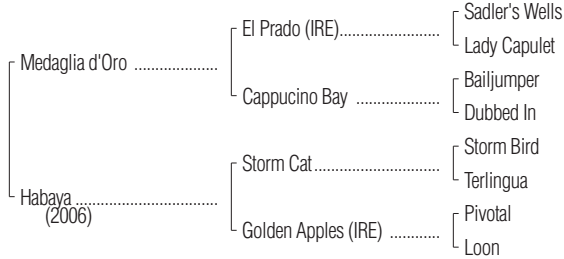 Sadler's Wells
El Prado (IRE)....................
Lady Capulet
Medaglia d'Oro ....................
Bailjumper
Cappucino Bay ....................
Dubbed In
Storm Bird
Storm Cat..............................
Terlingua
Habaya ..................................
(2006)
Pivotal
Golden Apples (IRE) ............
Loon